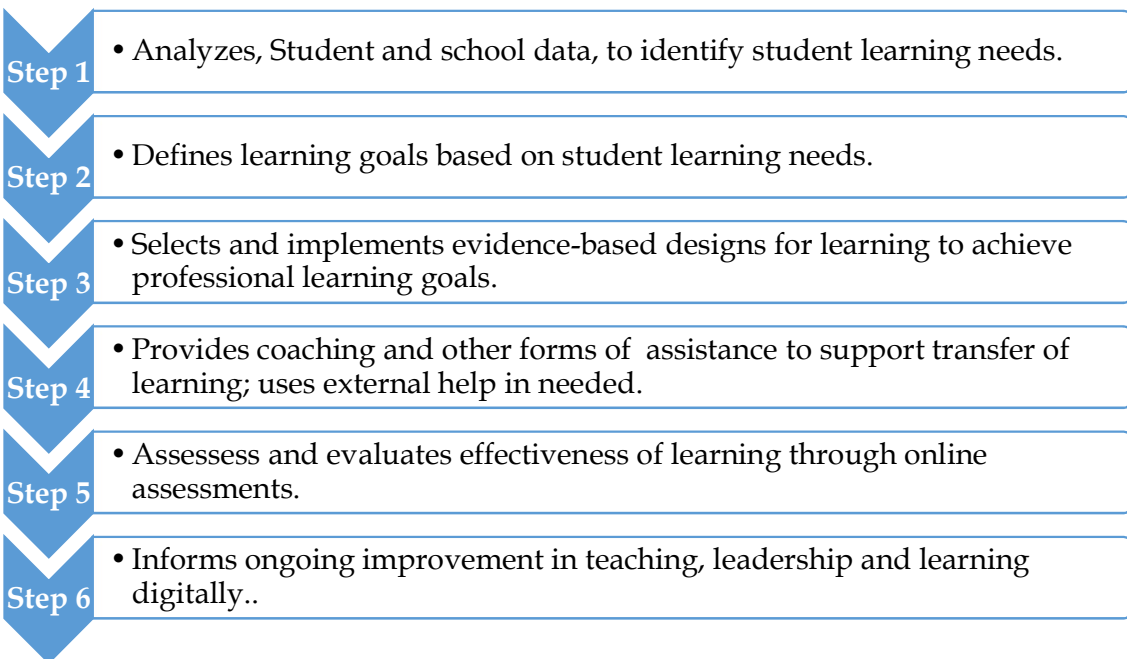 Step 1
• Analyzes, Student and school data, to identify student learning needs.
Step 2
• Defines learning goals based on student learning needs.
Step 3
• Selects and implements evidence-based designs for learning to achieve
professional learning goals.
Step 4
• Provides coaching and other forms of  assistance to support transfer of
learning; uses external help in needed.
Step 5
• Assessess and evaluates effectiveness of learning through online
assessments.
Step 6
• Informs ongoing improvement in teaching, leadership and learning
digitally..